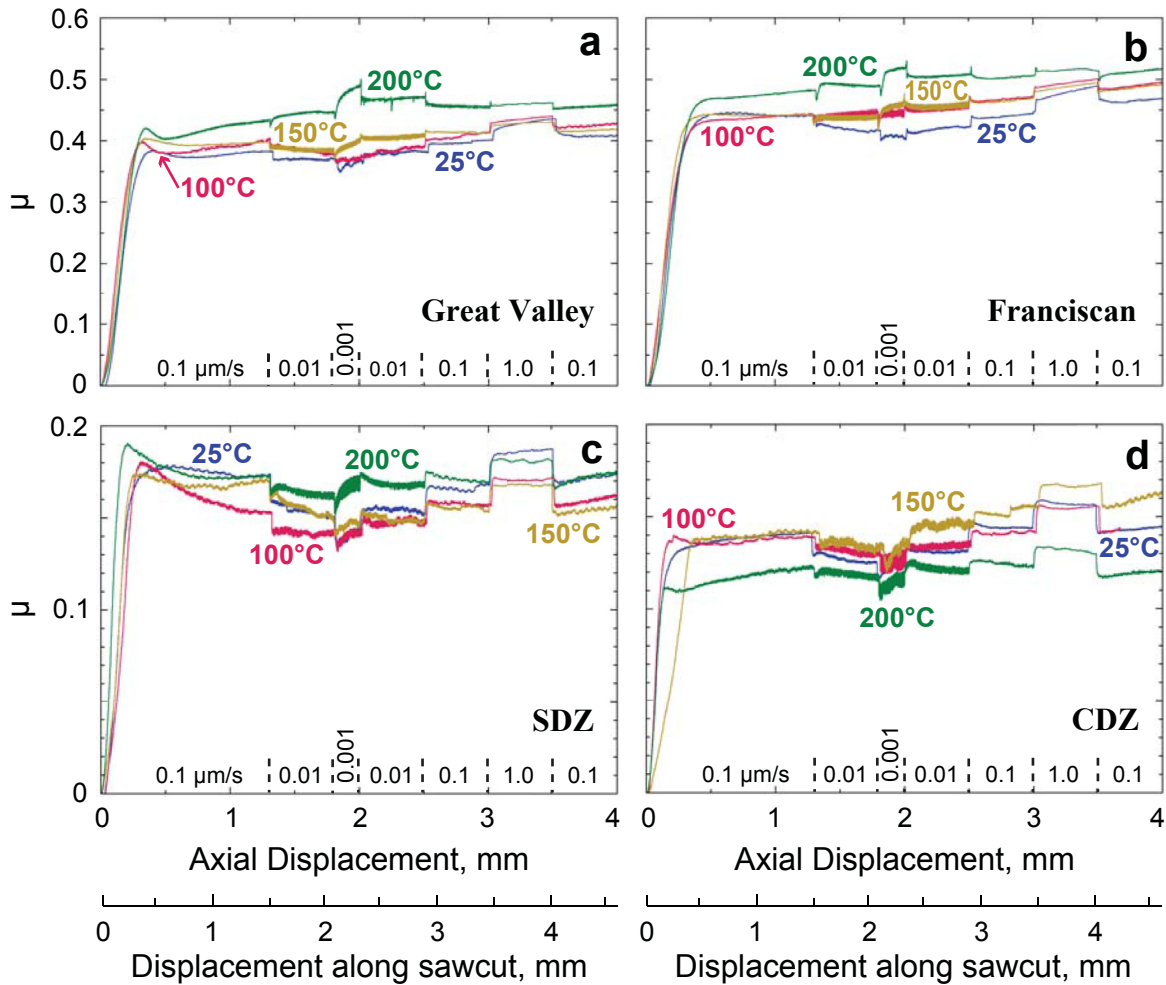 a
b
0.6
0.5
0.4
0.3
0.2
0.1
0
μ
200°C
150°C
100°C
Great Valley
0.1 μm/s
0.01
0.001
0.01
0.1
1.0
0.1
200°C
150°C
100°C
25°C
25°C
Franciscan
0.1 μm/s
0.01
0.001
0.01
0.1
1.0
0.1
c
d
0.2
0.1
0
μ
25°C
200°C
100°C
150°C
SDZ
0.1 μm/s
0.01
0.001
0.01
0.1
1.0
0.1
150°C
100°C
25°C
200°C
CDZ
0.1 μm/s
0.01
0.001
0.01
0.1
1.0
0.1
0 1 2 3 4
0 1 2 3 4
Axial Displacement, mm
Axial Displacement, mm
0 1 2 3 4
0 1 2 3 4
Displacement along sawcut, mm
Displacement along sawcut, mm